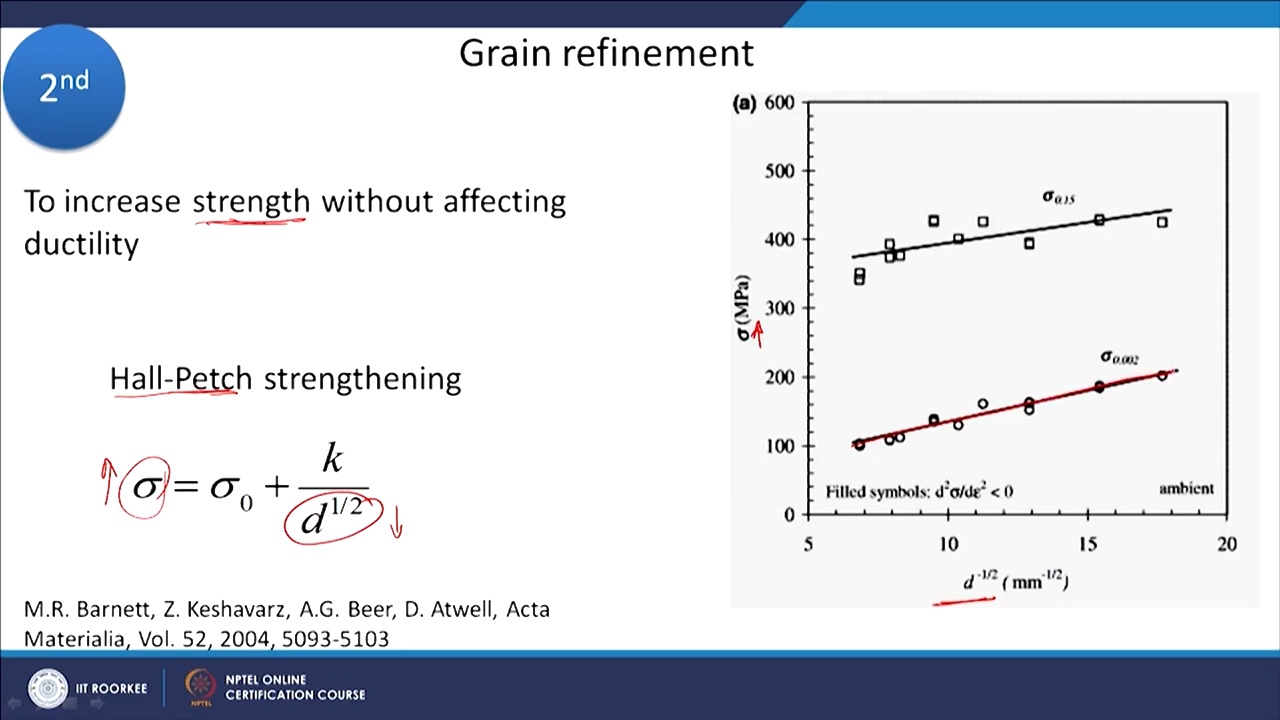 2nd
Grain refinement
To increase strength without affecting
ductility
Hall-Petch strengthening
σ = σ0 + k / d^1/2
M.R. Barnett, Z. Keshavarz, A.G. Beer, D. Atwell, Acta
Materialia, Vol. 52, 2004, 5093-5103
(a)
600
500
400
300
200
100
0
σ (MPa)
σ0.15
σ0.002
Filled symbols: d²σ/dε² < 0
ambient
5 10 15 20
d -1/2 (mm-1/2)
IIT ROORKEE
NPTEL ONLINE
CERTIFICATION COURSE
NPTEL